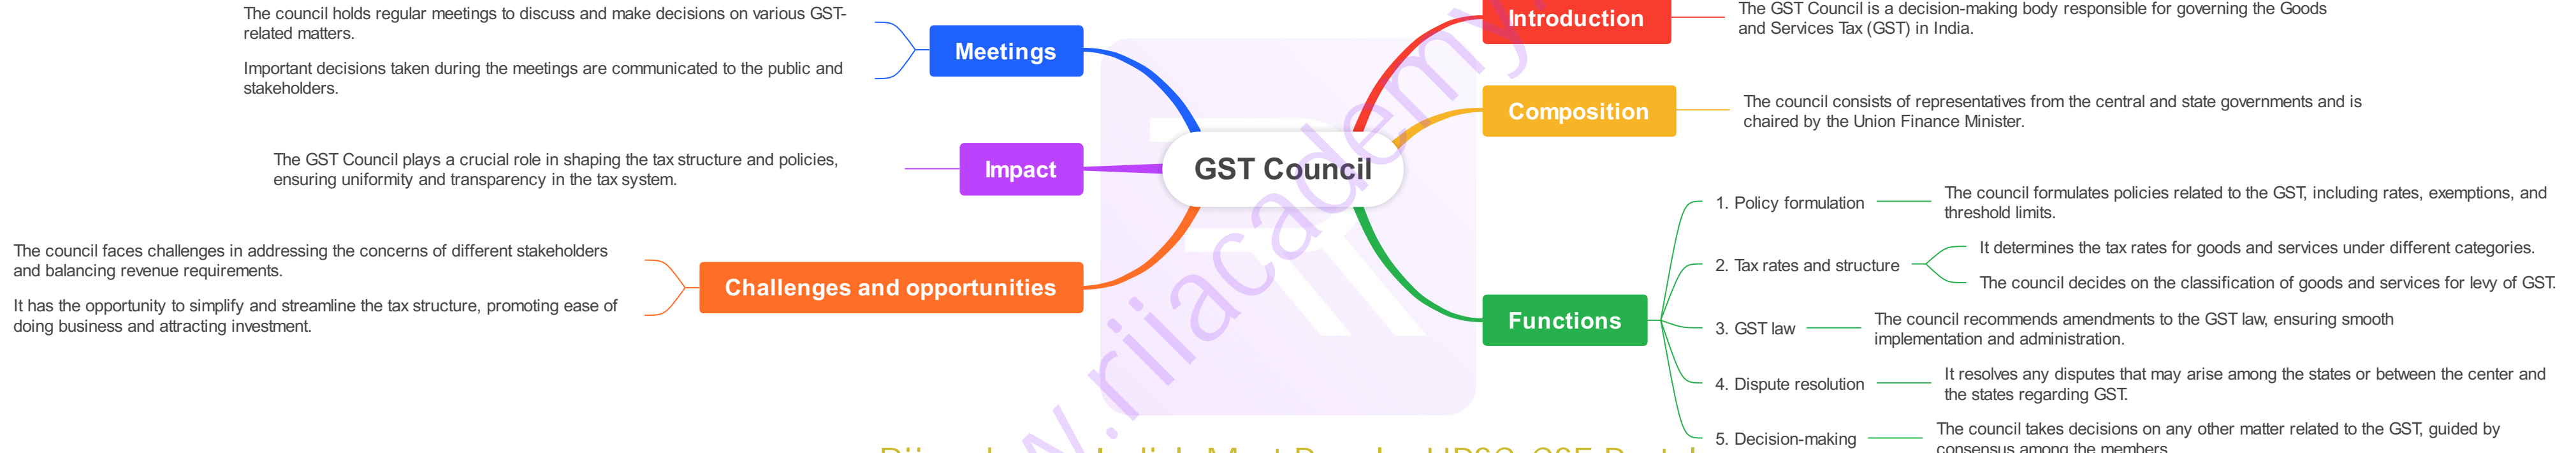 The council holds regular meetings to discuss and make decisions on various GST-
related matters.
Important decisions taken during the meetings are communicated to the public and
stakeholders.
Meetings
The GST Council plays a crucial role in shaping the tax structure and policies,
ensuring uniformity and transparency in the tax system.
Impact
The council faces challenges in addressing the concerns of different stakeholders
and balancing revenue requirements.
It has the opportunity to simplify and streamline the tax structure, promoting ease of
doing business and attracting investment.
Challenges and opportunities
GST Council
Introduction
The GST Council is a decision-making body responsible for governing the Goods
and Services Tax (GST) in India.
Composition
The council consists of representatives from the central and state governments and is
chaired by the Union Finance Minister.
Functions
1. Policy formulation
The council formulates policies related to the GST, including rates, exemptions, and
threshold limits.
2. Tax rates and structure
It determines the tax rates for goods and services under different categories.
The council decides on the classification of goods and services for levy of GST.
3. GST law
The council recommends amendments to the GST law, ensuring smooth
implementation and administration.
4. Dispute resolution
It resolves any disputes that may arise among the states or between the center and
the states regarding GST.
5. Decision-making
The council takes decisions on any other matter related to the GST, guided by
consensus among the members
w.rijiacademy